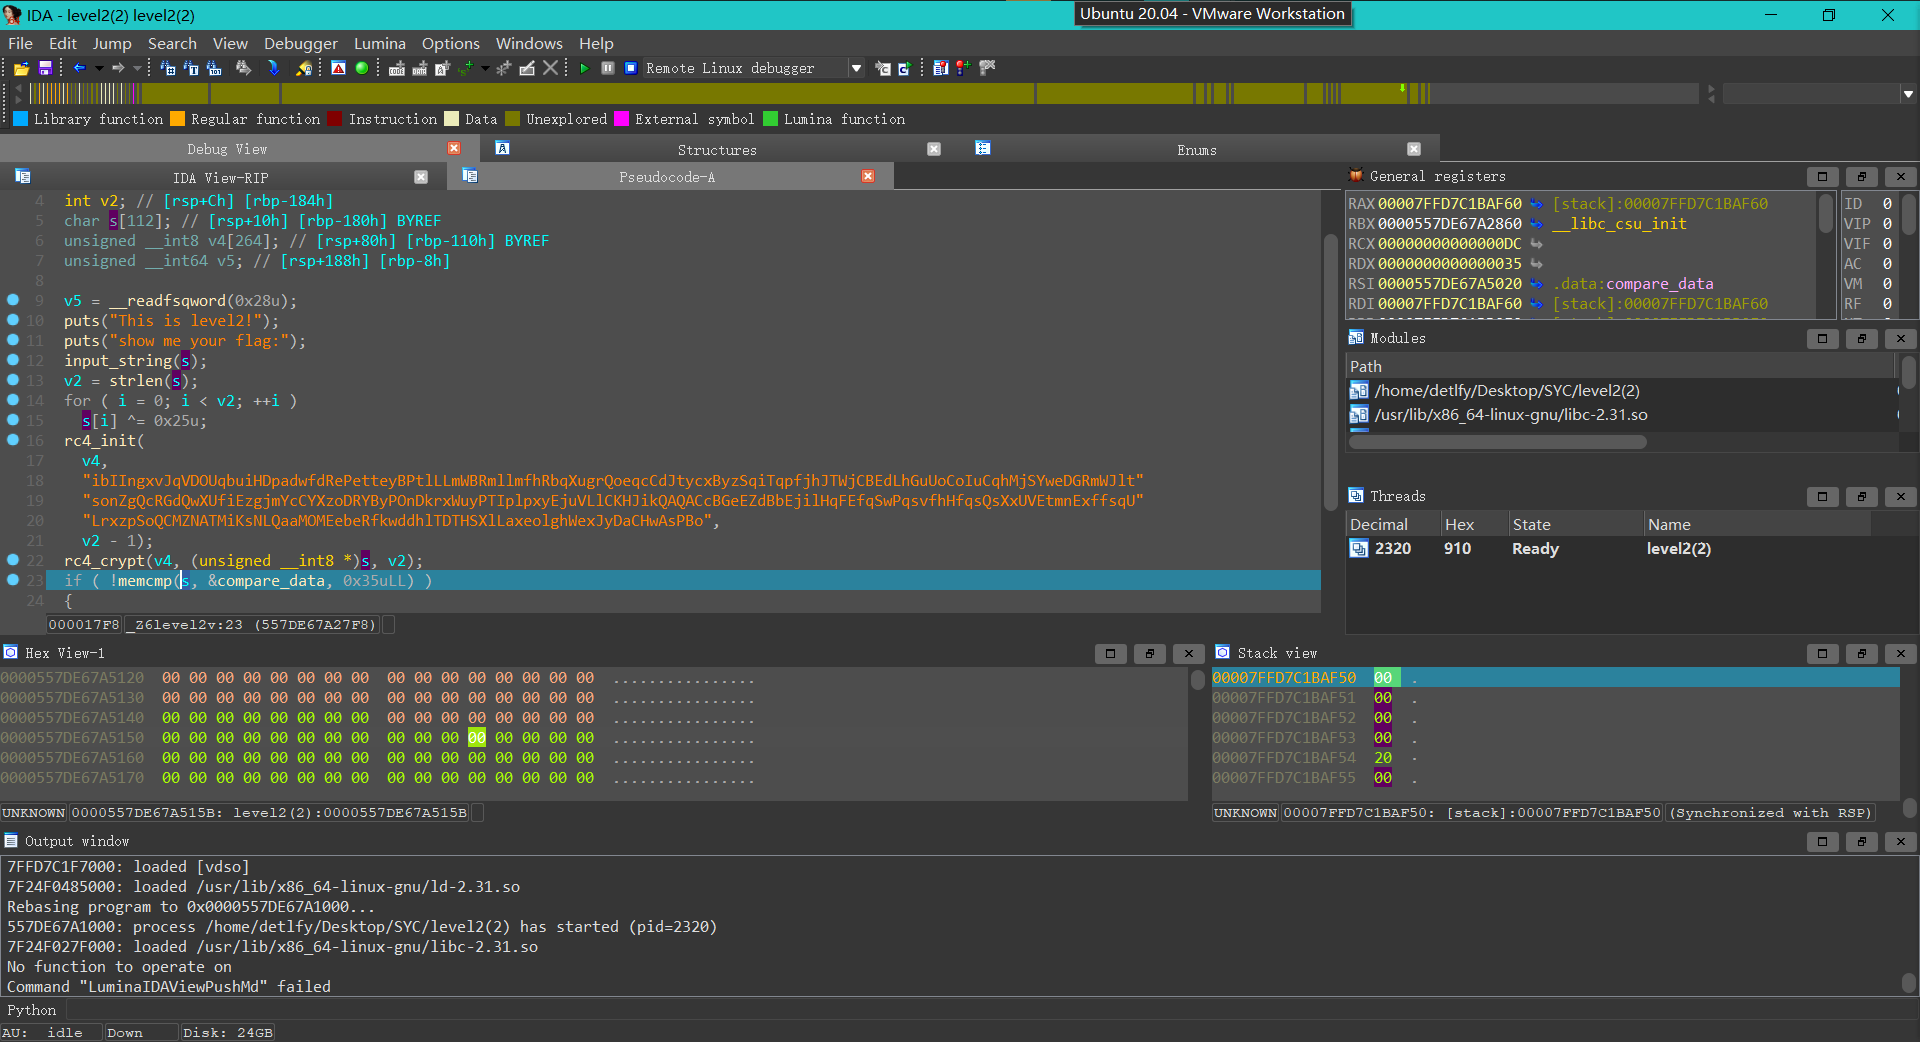 IDA - level2(2) level2(2)
Ubuntu 20.04 - VMware Workstation
File Edit Jump Search View Debugger Lumina Options Windows Help
Remote Linux debugger
Library function Regular function Instruction Data Unexplored External symbol Lumina function
Debug View Structures Enums
IDA View-RIP Pseudocode-A
4 int v2; // [rsp+Ch] [rbp-184h]
5 char s[112]; // [rsp+10h] [rbp-180h] BYREF
6 unsigned __int8 v4[264]; // [rsp+80h] [rbp-110h] BYREF
7 unsigned __int64 v5; // [rsp+188h] [rbp-8h]
8
9 v5 = __readfsqword(0x28u);
10 puts("This is level2!");
11 puts("show me your flag:");
12 input_string(s);
13 v2 = strlen(s);
14 for ( i = 0; i < v2; ++i )
15 s[i] ^= 0x25u;
16 rc4_init(
17 v4,
18 "ibIIngxvJqVDOUqbuiHDpadwfdRePetteyBPtlLLmWBRmllmfhRbqXugrQoeqcCdJtycxByzSqiTqpfjhJTWjCBEdLhGuUoCoIuCqhMjSYweDGRmWJlt"
19 "sonZgQcRGdQwXUfiEzgjmYcCYXzoDRYByPOnDkrxWuyPTIplpxyEjuVLlCKHJikQAQACcBGeEZdBbEjilHqFEfqSwPqsvfhHfqsQsXxUVEtmnExffsqU"
20 "LrxzpSoQCMZNATMiKsNLQaaMOMEebeRfkwddhlTDTHSXlLaxeolghWexJyDaCHwAsPBo",
21 v2 - 1);
22 rc4_crypt(v4, (unsigned __int8 *)s, v2);
23 if ( !memcmp(s, &compare_data, 0x35uLL) )
24 {
000017F8 _Z6level2v:23 (557DE67A27F8)
General registers
RAX 00007FFD7C1BAF60 [stack]:00007FFD7C1BAF60
RBX 0000557DE67A2860 __libc_csu_init
RCX 00000000000000DC
RDX 0000000000000035
RSI 0000557DE67A5020 .data:compare_data
RDI 00007FFD7C1BAF60 [stack]:00007FFD7C1BAF60
ID 0
VIP 0
VIF 0
AC 0
VM 0
RF 0
Modules
Path
/home/detlfy/Desktop/SYC/level2(2)
/usr/lib/x86_64-linux-gnu/libc-2.31.so
Threads
Decimal Hex State Name
2320 910 Ready level2(2)
Hex View-1
0000557DE67A5120 00 00 00 00 00 00 00 00 00 00 00 00 00 00 00 00 ................
0000557DE67A5130 00 00 00 00 00 00 00 00 00 00 00 00 00 00 00 00 ................
0000557DE67A5140 00 00 00 00 00 00 00 00 00 00 00 00 00 00 00 00 ................
0000557DE67A5150 00 00 00 00 00 00 00 00 00 00 00 00 00 00 00 00 ................
0000557DE67A5160 00 00 00 00 00 00 00 00 00 00 00 00 00 00 00 00 ................
0000557DE67A5170 00 00 00 00 00 00 00 00 00 00 00 00 00 00 00 00 ................
UNKNOWN 0000557DE67A515B: level2(2):0000557DE67A515B
Stack view
00007FFD7C1BAF50 00 .
00007FFD7C1BAF51 00 .
00007FFD7C1BAF52 00 .
00007FFD7C1BAF53 00 .
00007FFD7C1BAF54 20 .
00007FFD7C1BAF55 00 .
UNKNOWN 00007FFD7C1BAF50: [stack]:00007FFD7C1BAF50 (Synchronized with RSP)
Output window
7FFD7C1F7000: loaded [vdso]
7F24F0485000: loaded /usr/lib/x86_64-linux-gnu/ld-2.31.so
Rebasing program to 0x0000557DE67A1000...
557DE67A1000: process /home/detlfy/Desktop/SYC/level2(2) has started (pid=2320)
7F24F027F000: loaded /usr/lib/x86_64-linux-gnu/libc-2.31.so
No function to operate on
Command "LuminaIDAViewPushMd" failed
Python
AU: idle Down Disk: 24GB